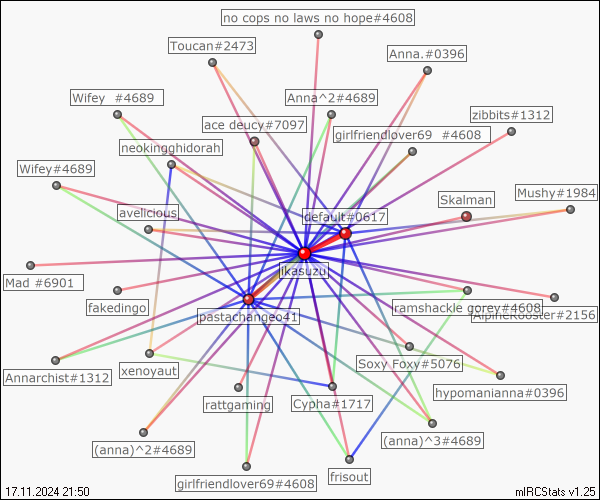 no cops no laws no hope#4608
Toucan#2473
Anna.#0396
Wifey  #4689
Anna^2#4689
zibbits#1312
ace deucy#7097
girlfriendlover69  #4608
neokingghidorah
Wifey#4689
Skalman
Mushy#1984
avelicious
default#0617
jikasuzu
Mad #6901
fakedingo
pastachangeo41
ramshackle gorey#4608
AlpineRooster#2156
Annarchist#1312
xenoyaut
Soxy Foxy#5076
hypomanianna#0396
rattgaming
Cypha#1717
(anna)^2#4689
(anna)^3#4689
girlfriendlover69#4608
frisout
17.11.2024 21:50
mIRCStats v1.25